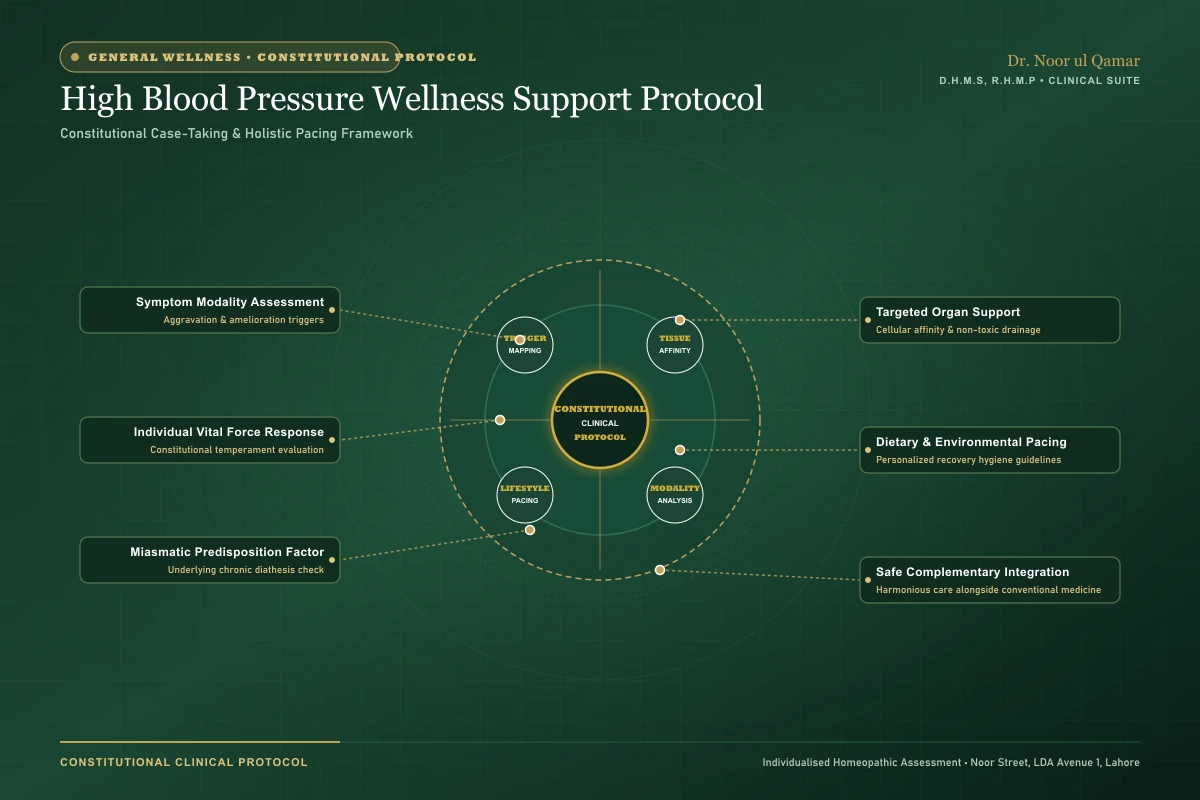 GENERAL WELLNESS • CONSTITUTIONAL PROTOCOL
High Blood Pressure Wellness Support Protocol
Constitutional Case-Taking & Holistic Pacing Framework
Dr. Noor ul Qamar
D.H.M.S, R.H.M.P • CLINICAL SUITE
Symptom Modality Assessment
Aggravation & amelioration triggers
Individual Vital Force Response
Constitutional temperament evaluation
Miasmatic Predisposition Factor
Underlying chronic diathesis check
TRIGGER
MAPPING
TISSUE
AFFINITY
CONSTITUTIONAL
CLINICAL
PROTOCOL
LIFESTYLE
PACING
MODALITY
ANALYSIS
Targeted Organ Support
Cellular affinity & non-toxic drainage
Dietary & Environmental Pacing
Personalized recovery hygiene guidelines
Safe Complementary Integration
Harmonious care alongside conventional medicine
CONSTITUTIONAL CLINICAL PROTOCOL
Individualised Homeopathic Assessment • Noor Street, LDA Avenue 1, Lahore